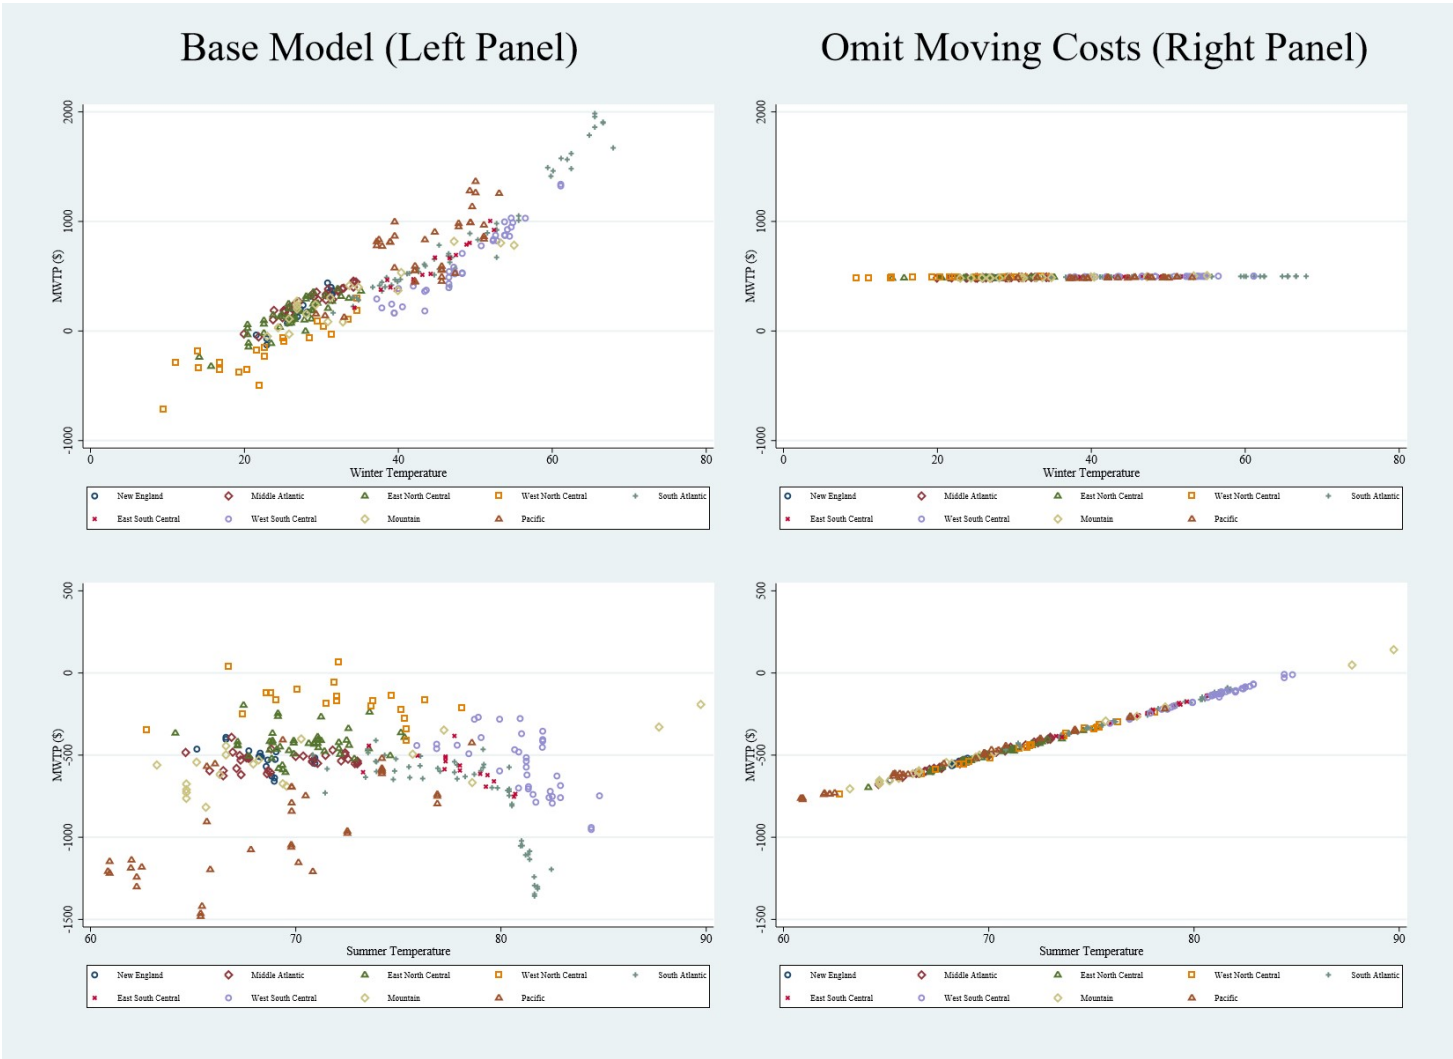 Base Model (Left Panel)
Omit Moving Costs (Right Panel)
MWTP ($)
2000
1000
0
-1000
0 20 40 60 80
Winter Temperature
New England Middle Atlantic East North Central West North Central South Atlantic
East South Central West South Central Mountain Pacific
MWTP ($)
2000
1000
0
-1000
0 20 40 60 80
Winter Temperature
New England Middle Atlantic East North Central West North Central South Atlantic
East South Central West South Central Mountain Pacific
MWTP ($)
500
0
-500
-1000
-1500
60 70 80 90
Summer Temperature
New England Middle Atlantic East North Central West North Central South Atlantic
East South Central West South Central Mountain Pacific
MWTP ($)
500
0
-500
-1000
-1500
60 70 80 90
Summer Temperature
New England Middle Atlantic East North Central West North Central South Atlantic
East South Central West South Central Mountain Pacific